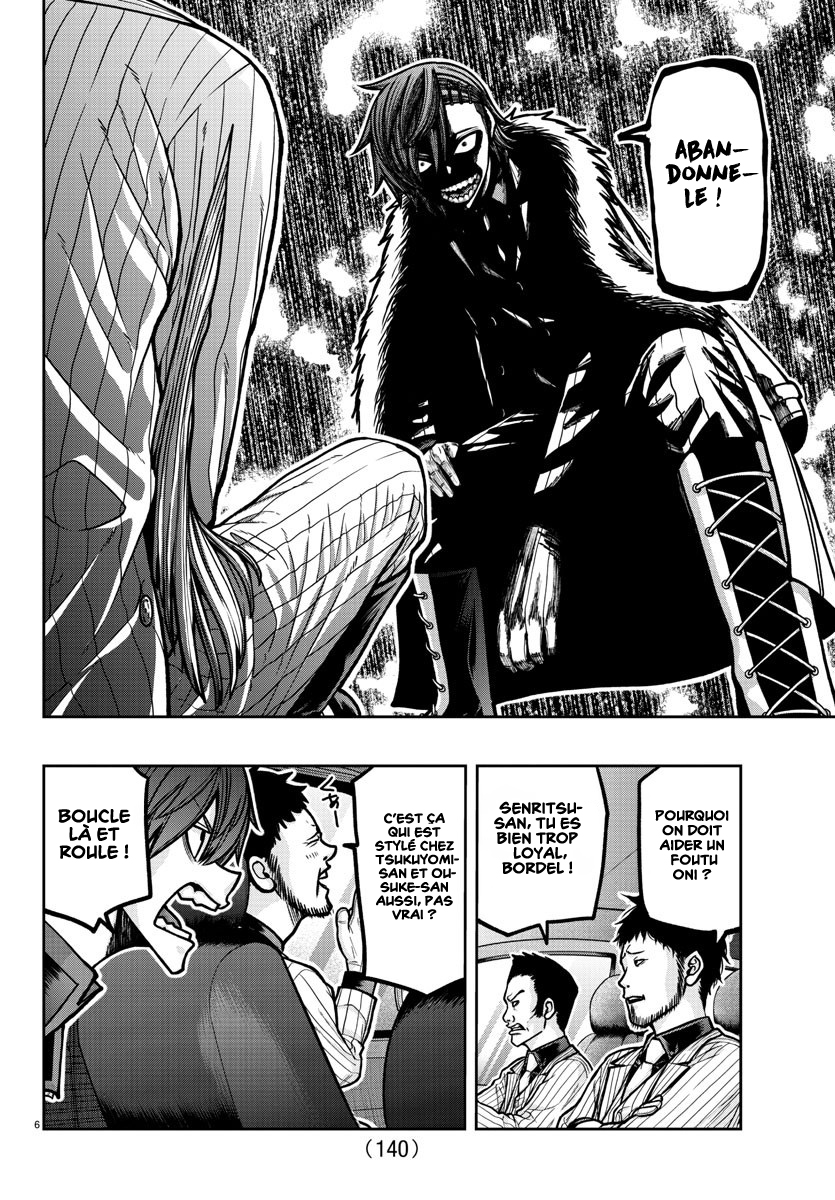 ABAN-
DONNE-
LE !
POURQUOI
ON DOIT
AIDER UN
FOUTU
ONI ?
SENRITSU-
SAN, TU ES
BIEN TROP
LOYAL,
BORDEL !
C'EST ÇA
QUI EST
STYLÉ CHEZ
TSUKUYOMI-
SAN ET OU-
SUKE-SAN
AUSSI, PAS
VRAI ?
BOUCLE
LÀ ET
ROULE !
6
(140)